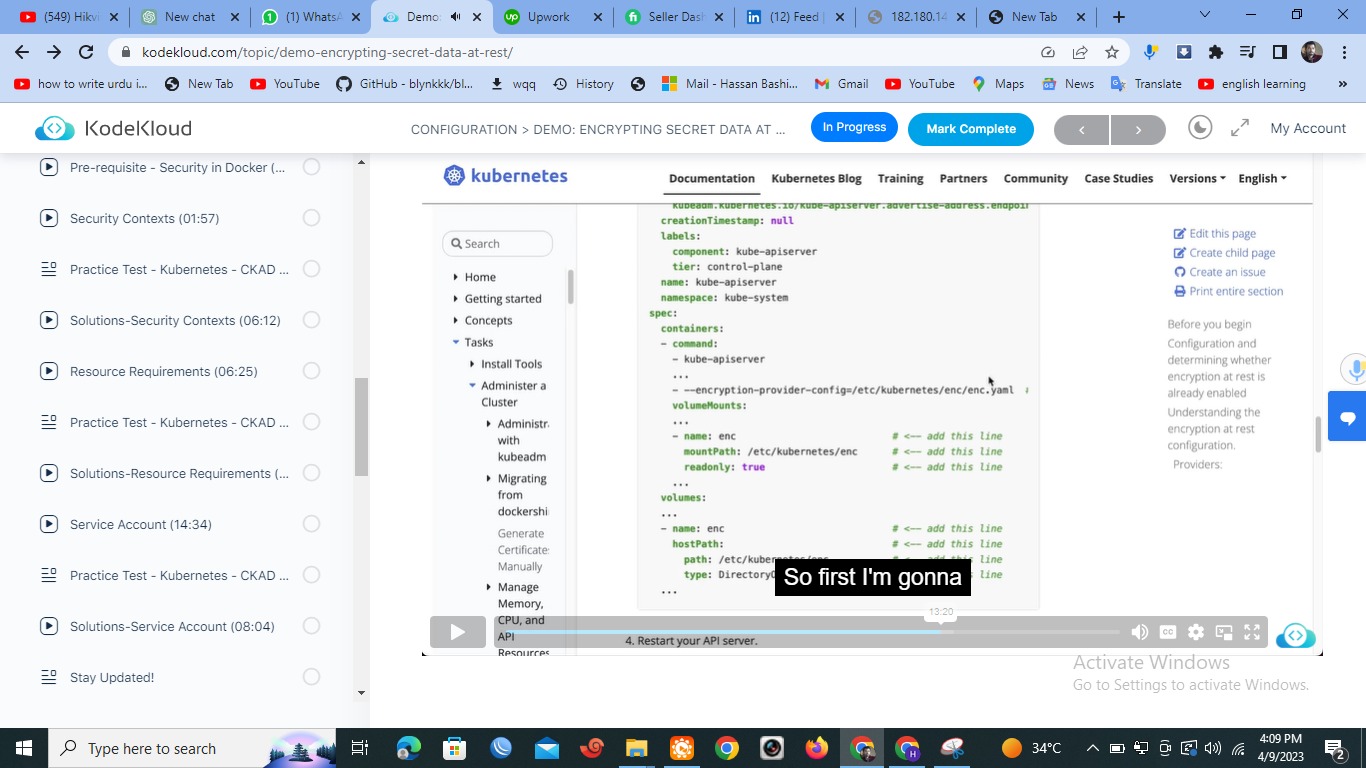 (549) Hikvi
New chat
(1) WhatsA
Demo:
Upwork
Seller Dash
(12) Feed |
182.180.14
New Tab
kodekloud.com/topic/demo-encrypting-secret-data-at-rest/
how to write urdu i...
New Tab
YouTube
GitHub - blynkkk/bl...
wqq
History
Mail - Hassan Bashi...
Gmail
YouTube
Maps
News
Translate
english learning
»
KodeKloud
CONFIGURATION > DEMO: ENCRYPTING SECRET DATA AT ...
In Progress
Mark Complete
My Account
Pre-requisite - Security in Docker (...
Security Contexts (01:57)
Practice Test - Kubernetes - CKAD ...
Solutions-Security Contexts (06:12)
Resource Requirements (06:25)
Practice Test - Kubernetes - CKAD ...
Solutions-Resource Requirements (...
Service Account (14:34)
Practice Test - Kubernetes - CKAD ...
Solutions-Service Account (08:04)
Stay Updated!
kubernetes
Documentation
Kubernetes Blog
Training
Partners
Community
Case Studies
Versions
English
Search
Home
Getting started
Concepts
Tasks
Install Tools
Administer a
Cluster
Administr
with
kubeadm
Migrating
from
dockershi
Generate
Certificate
Manually
Manage
Memory,
CPU, and
API
Resources
kubeadm.kubernetes.io/kube-apiserver.advertise-address.endpoin
creationTimestamp: null
labels:
component: kube-apiserver
tier: control-plane
name: kube-apiserver
namespace: kube-system
spec:
containers:
- command:
- kube-apiserver
...
- --encryption-provider-config=/etc/kubernetes/enc/enc.yaml #
volumeMounts:
...
- name: enc # <-- add this line
mountPath: /etc/kubernetes/enc # <-- add this line
readonly: true # <-- add this line
...
volumes:
...
- name: enc # <-- add this line
hostPath: # <-- add this line
path: /etc/kubernetes/enc # <-- add this line
type: DirectoryO line
...
So first I'm gonna
13:20
4. Restart your API server.
CC
Edit this page
Create child page
Create an issue
Print entire section
Before you begin
Configuration and
determining whether
encryption at rest is
already enabled
Understanding the
encryption at rest
configuration.
Providers:
Activate Windows
Go to Settings to activate Windows.
Type here to search
34°C
4:09 PM
4/9/2023
2